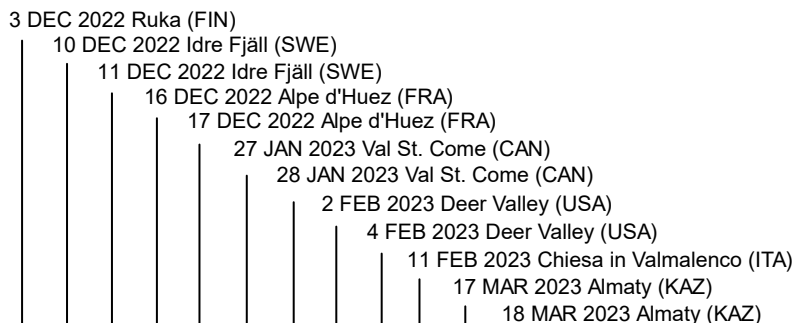 3 DEC 2022 Ruka (FIN)
10 DEC 2022 Idre Fjäll (SWE)
11 DEC 2022 Idre Fjäll (SWE)
16 DEC 2022 Alpe d'Huez (FRA)
17 DEC 2022 Alpe d'Huez (FRA)
27 JAN 2023 Val St. Come (CAN)
28 JAN 2023 Val St. Come (CAN)
2 FEB 2023 Deer Valley (USA)
4 FEB 2023 Deer Valley (USA)
11 FEB 2023 Chiesa in Valmalenco (ITA)
17 MAR 2023 Almaty (KAZ)
18 MAR 2023 Almaty (KAZ)